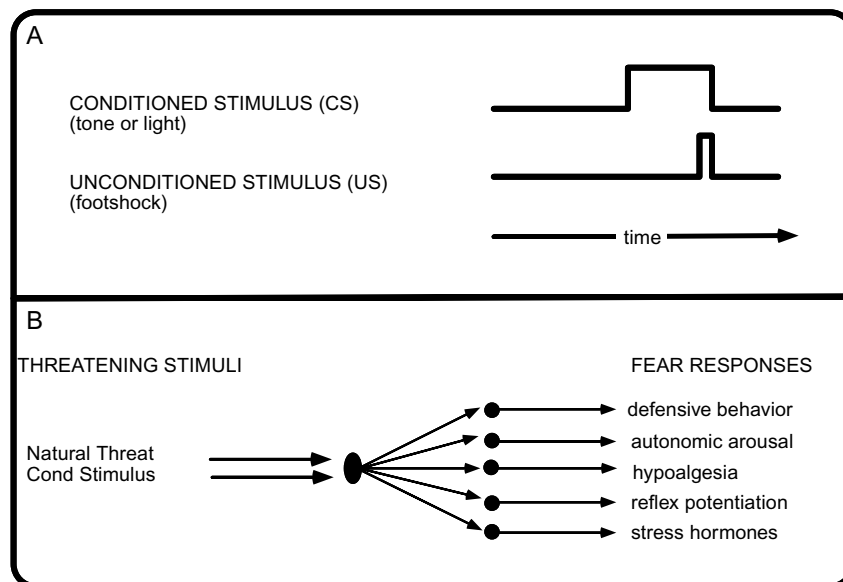 A
CONDITIONED STIMULUS (CS)
(tone or light)
UNCONDITIONED STIMULUS (US)
(footshock)
time
B
THREATENING STIMULI
FEAR RESPONSES
Natural Threat
Cond Stimulus
defensive behavior
autonomic arousal
hypoalgesia
reflex potentiation
stress hormones